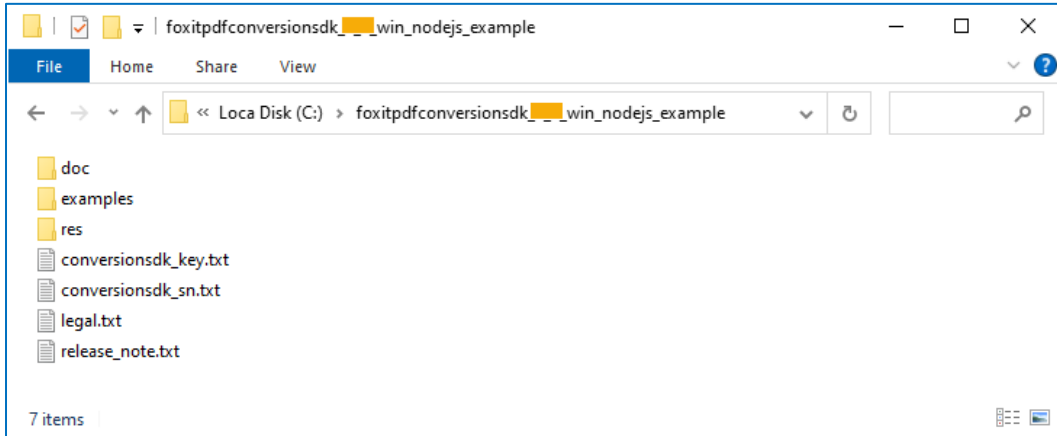 foxitpdfconversionsdk_ _ _win_nodejs_example
File Home Share View
« Loca Disk (C:) › foxitpdfconversionsdk_ _ _win_nodejs_example
doc
examples
res
conversionsdk_key.txt
conversionsdk_sn.txt
legal.txt
release_note.txt
7 items